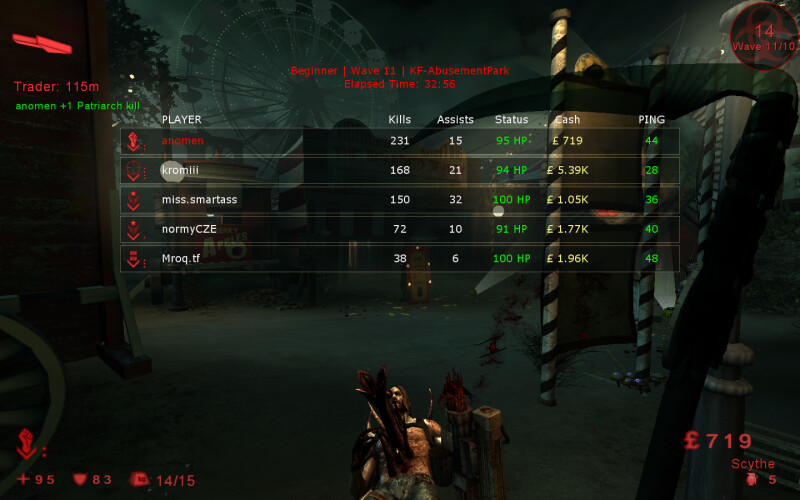 14
Wave 11/10
Beginner | Wave 11 | KF-AbusementPark
Elapsed Time: 32:56
Trader: 115m
anomen +1 Patriarch kill
PLAYER Kills Assists Status Cash PING
anomen 231 15 95 HP £ 719 44
kromiii 168 21 94 HP £ 5.39K 28
miss.smartass 150 32 100 HP £ 1.05K 36
normyCZE 72 10 91 HP £ 1.77K 40
Mroq.tf 38 6 100 HP £ 1.96K 48
APPLES
£ 719
Scythe
95 83 14/15 5